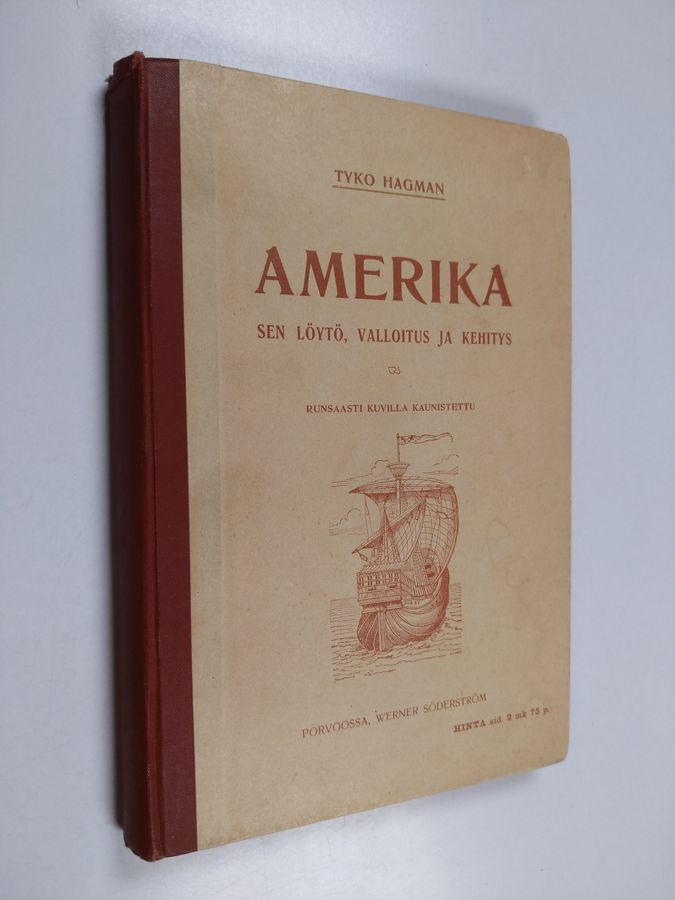 TYKO HAGMAN
AMERIKA
SEN LÖYTÖ, VALLOITUS JA KEHITYS
RUNSAASTI KUVILLA KAUNISTETTU
PORVOOSSA, WERNER SÖDERSTRÖM
HINTA sid. 2 mk 75 p.